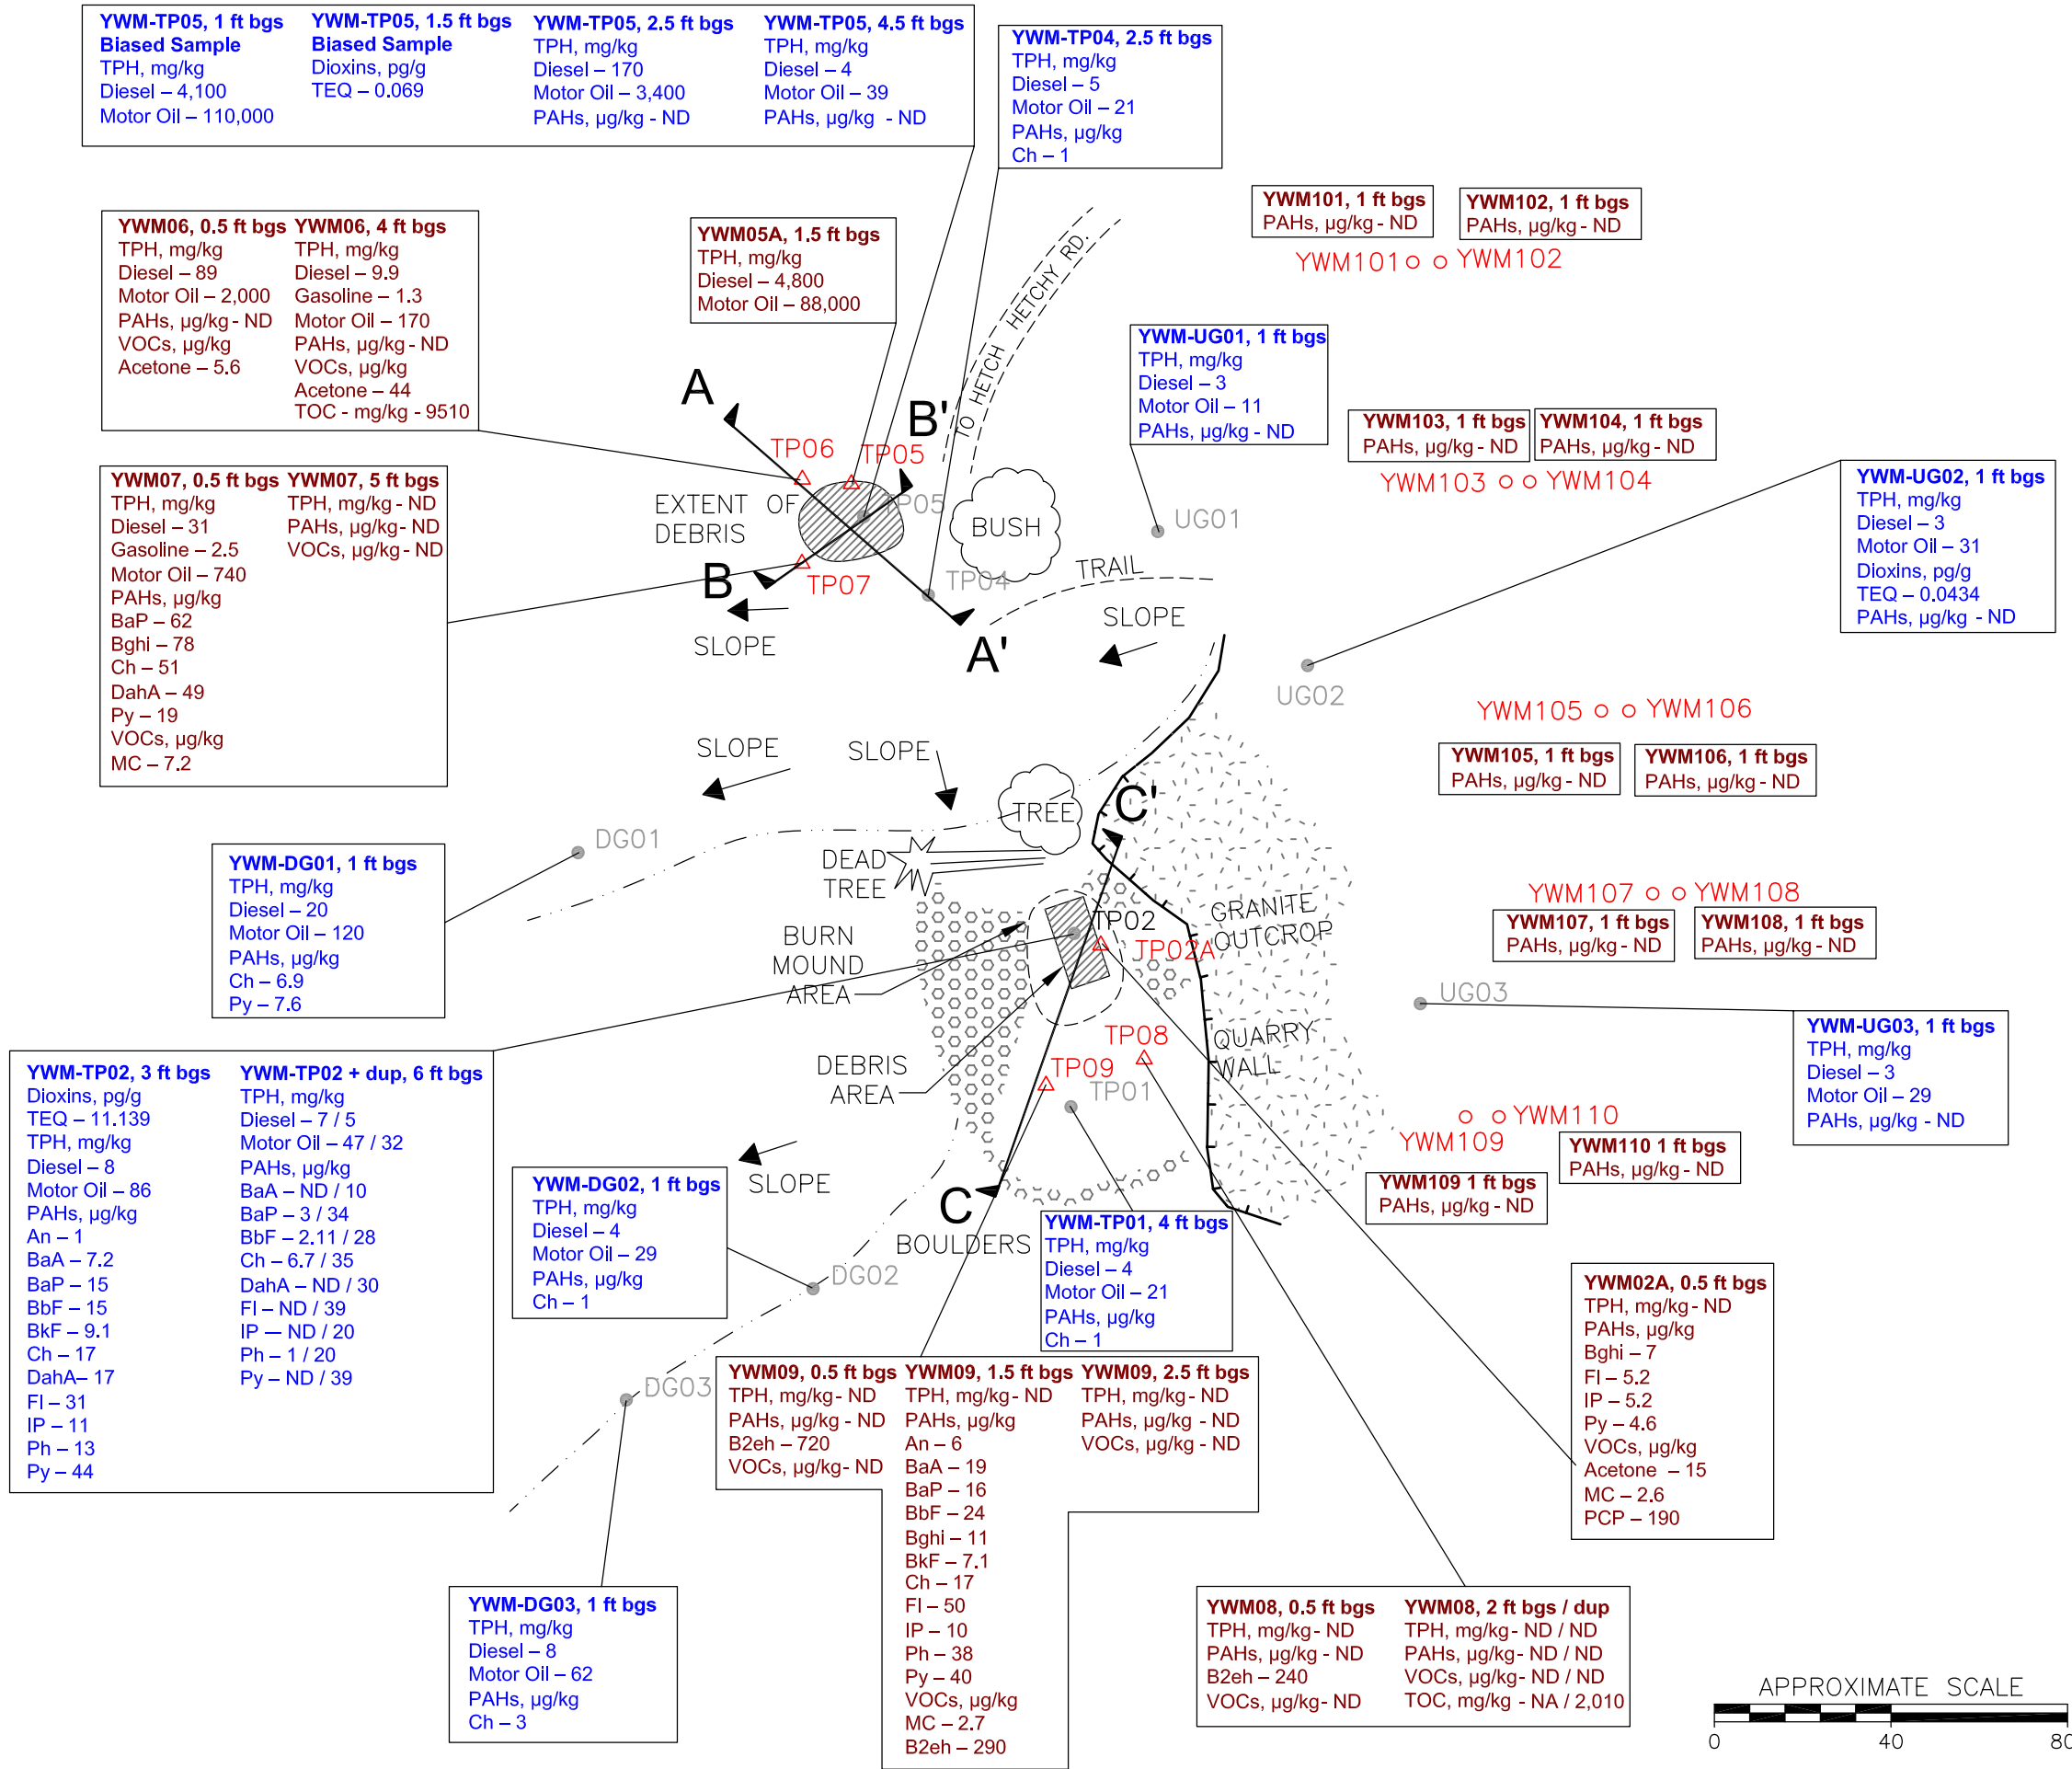 YWM-TP05, 1 ft bgs
Biased Sample
TPH, mg/kg
Diesel – 4,100
Motor Oil – 110,000
YWM-TP05, 1.5 ft bgs
Biased Sample
Dioxins, pg/g
TEQ – 0.069
YWM-TP05, 2.5 ft bgs
TPH, mg/kg
Diesel – 170
Motor Oil – 3,400
PAHs, µg/kg - ND
YWM-TP05, 4.5 ft bgs
TPH, mg/kg
Diesel – 4
Motor Oil – 39
PAHs, µg/kg - ND
YWM-TP04, 2.5 ft bgs
TPH, mg/kg
Diesel – 5
Motor Oil – 21
PAHs, µg/kg
Ch – 1
YWM06, 0.5 ft bgs
TPH, mg/kg
Diesel – 89
Motor Oil – 2,000
PAHs, µg/kg - ND
VOCs, µg/kg
Acetone – 5.6
YWM06, 4 ft bgs
TPH, mg/kg
Diesel – 9.9
Gasoline – 1.3
Motor Oil – 170
PAHs, µg/kg - ND
VOCs, µg/kg
Acetone – 44
TOC - mg/kg - 9510
YWM05A, 1.5 ft bgs
TPH, mg/kg
Diesel – 4,800
Motor Oil – 88,000
YWM101, 1 ft bgs
PAHs, µg/kg - ND
YWM102, 1 ft bgs
PAHs, µg/kg - ND
YWM101
YWM102
TO HETCH HETCHY RD.
YWM-UG01, 1 ft bgs
TPH, mg/kg
Diesel – 3
Motor Oil – 11
PAHs, µg/kg - ND
YWM103, 1 ft bgs
PAHs, µg/kg - ND
YWM104, 1 ft bgs
PAHs, µg/kg - ND
YWM103
YWM104
YWM-UG02, 1 ft bgs
TPH, mg/kg
Diesel – 3
Motor Oil – 31
Dioxins, pg/g
TEQ – 0.0434
PAHs, µg/kg - ND
A
B'
TP06
TP05
EXTENT OF
DEBRIS
TP05
BUSH
UG01
B
TP07
TP04
TRAIL
SLOPE
A'
SLOPE
UG02
YWM07, 0.5 ft bgs
TPH, mg/kg
Diesel – 31
Gasoline – 2.5
Motor Oil – 740
PAHs, µg/kg
BaP – 62
Bghi – 78
Ch – 51
DahA – 49
Py – 19
VOCs, µg/kg
MC – 7.2
YWM07, 5 ft bgs
TPH, mg/kg - ND
PAHs, µg/kg - ND
VOCs, µg/kg - ND
YWM105
YWM106
YWM105, 1 ft bgs
PAHs, µg/kg - ND
YWM106, 1 ft bgs
PAHs, µg/kg - ND
SLOPE
SLOPE
TREE
C'
DG01
DEAD
TREE
YWM-DG01, 1 ft bgs
TPH, mg/kg
Diesel – 20
Motor Oil – 120
PAHs, µg/kg
Ch – 6.9
Py – 7.6
BURN
MOUND
AREA
TP02
TP02A
GRANITE
OUTCROP
YWM107
YWM108
YWM107, 1 ft bgs
PAHs, µg/kg - ND
YWM108, 1 ft bgs
PAHs, µg/kg - ND
UG03
YWM-UG03, 1 ft bgs
TPH, mg/kg
Diesel – 3
Motor Oil – 29
PAHs, µg/kg - ND
DEBRIS
AREA
TP08
TP09
TP01
QUARRY
WALL
YWM110
YWM109
YWM110 1 ft bgs
PAHs, µg/kg - ND
YWM109 1 ft bgs
PAHs, µg/kg - ND
YWM-TP02, 3 ft bgs
Dioxins, pg/g
TEQ – 11.139
TPH, mg/kg
Diesel – 8
Motor Oil – 86
PAHs, µg/kg
An – 1
BaA – 7.2
BaP – 15
BbF – 15
BkF – 9.1
Ch – 17
DahA– 17
Fl – 31
IP – 11
Ph – 13
Py – 44
YWM-TP02 + dup, 6 ft bgs
TPH, mg/kg
Diesel – 7 / 5
Motor Oil – 47 / 32
PAHs, µg/kg
BaA – ND / 10
BaP – 3 / 34
BbF – 2.11 / 28
Ch – 6.7 / 35
DahA – ND / 30
Fl – ND / 39
IP — ND / 20
Ph – 1 / 20
Py – ND / 39
SLOPE
YWM-DG02, 1 ft bgs
TPH, mg/kg
Diesel – 4
Motor Oil – 29
PAHs, µg/kg
Ch – 1
C
BOULDERS
DG02
YWM-TP01, 4 ft bgs
TPH, mg/kg
Diesel – 4
Motor Oil – 21
PAHs, µg/kg
Ch – 1
DG03
YWM02A, 0.5 ft bgs
TPH, mg/kg - ND
PAHs, µg/kg
Bghi – 7
Fl – 5.2
IP – 5.2
Py – 4.6
VOCs, µg/kg
Acetone – 15
MC – 2.6
PCP – 190
YWM09, 0.5 ft bgs
TPH, mg/kg - ND
PAHs, µg/kg - ND
B2eh – 720
VOCs, µg/kg - ND
YWM09, 1.5 ft bgs
TPH, mg/kg - ND
PAHs, µg/kg
An – 6
BaA – 19
BaP – 16
BbF – 24
Bghi – 11
BkF – 7.1
Ch – 17
Fl – 50
IP – 10
Ph – 38
Py – 40
VOCs, µg/kg
MC – 2.7
B2eh – 290
YWM09, 2.5 ft bgs
TPH, mg/kg - ND
PAHs, µg/kg - ND
VOCs, µg/kg - ND
YWM-DG03, 1 ft bgs
TPH, mg/kg
Diesel – 8
Motor Oil – 62
PAHs, µg/kg
Ch – 3
YWM08, 0.5 ft bgs
TPH, mg/kg - ND
PAHs, µg/kg - ND
B2eh – 240
VOCs, µg/kg - ND
YWM08, 2 ft bgs / dup
TPH, mg/kg - ND / ND
PAHs, µg/kg - ND / ND
VOCs, µg/kg - ND / ND
TOC, mg/kg - NA / 2,010
APPROXIMATE SCALE
0 40 80